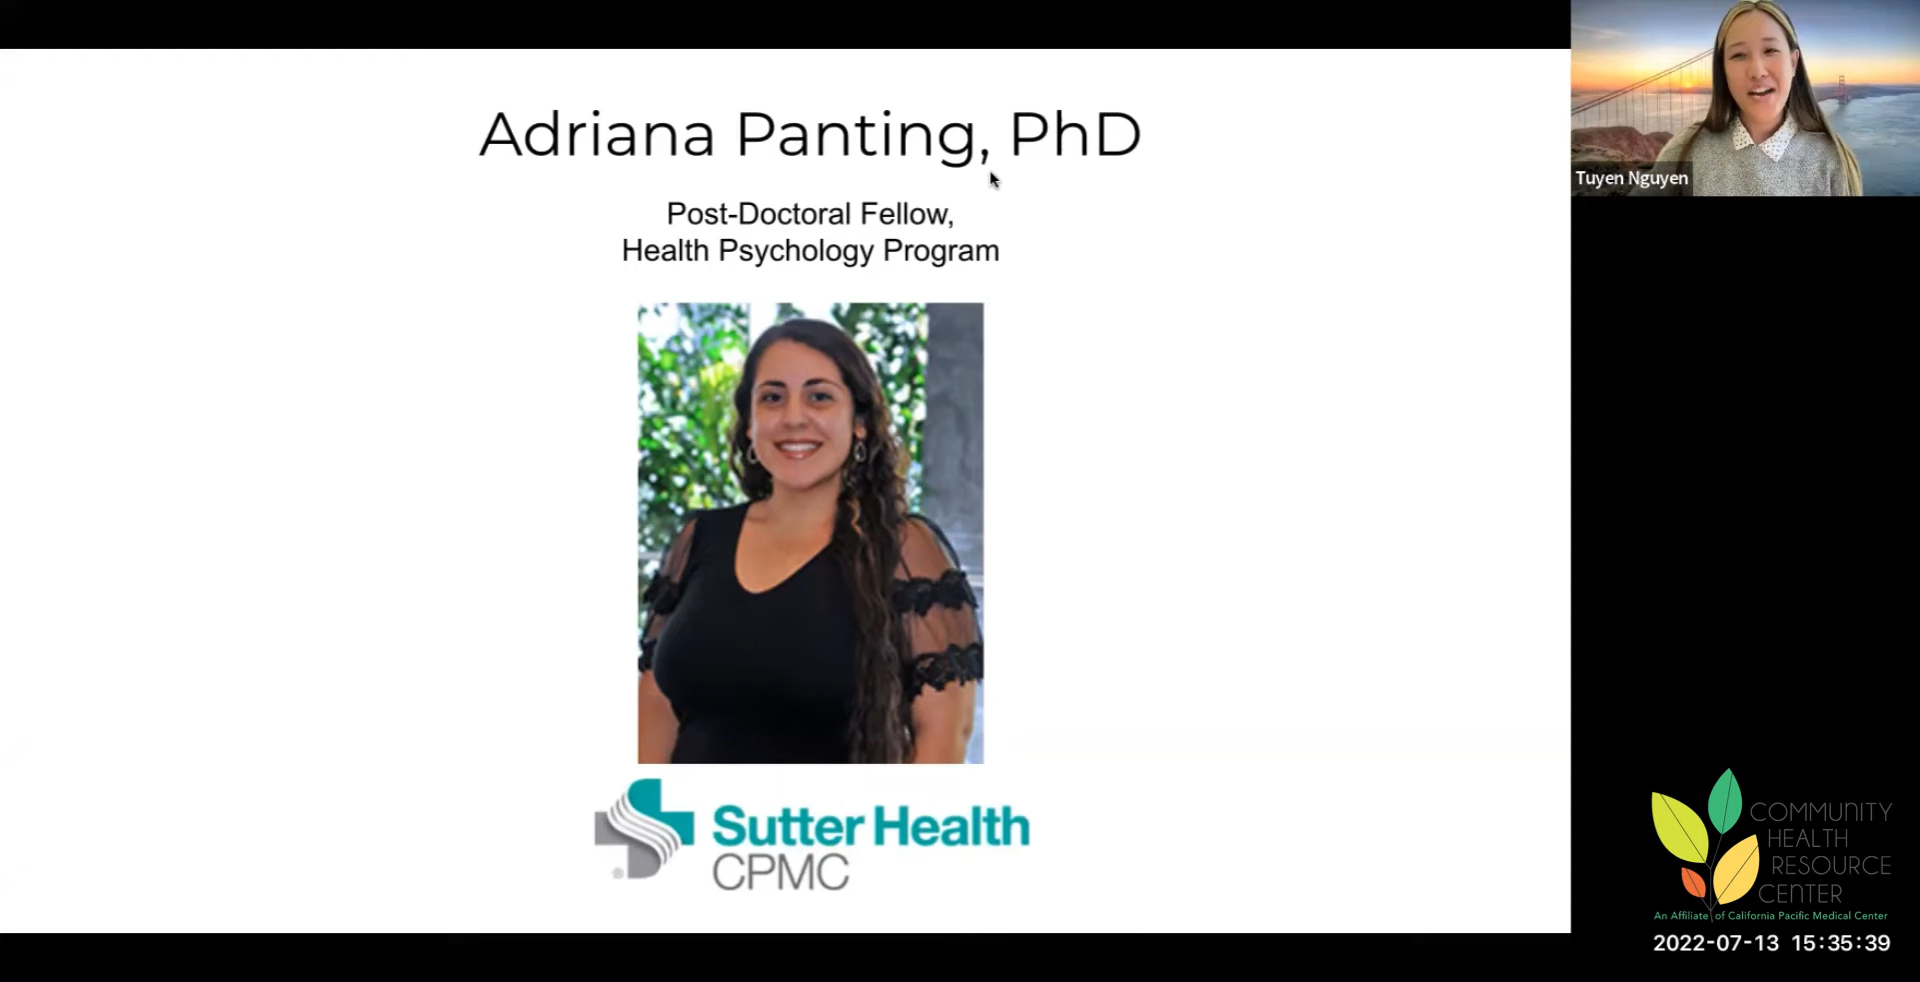 Adriana Panting, PhD
Post-Doctoral Fellow,
Health Psychology Program
Sutter Health
CPMC
Tuyen Nguyen
COMMUNITY
HEALTH
RESOURCE
CENTER
An Affiliate of California Pacific Medical Center
2022-07-13 15:35:39